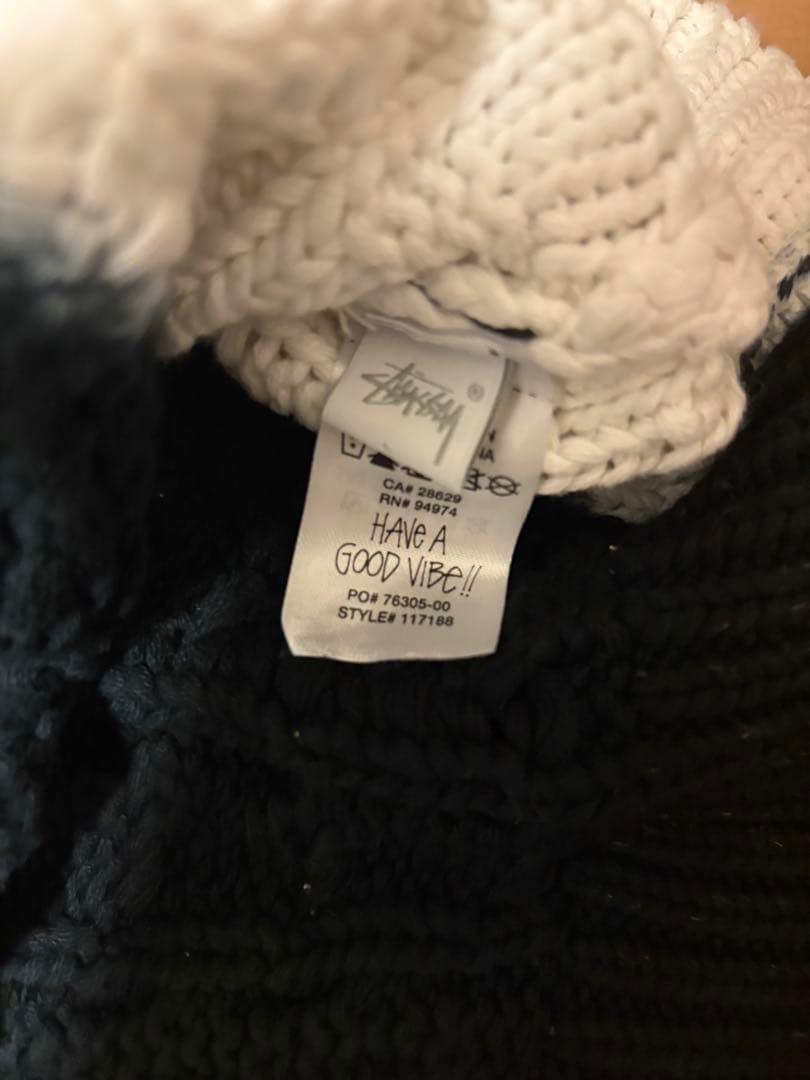 Stüssy ®
CA# 28629
RN# 94974
HAVE A
GOOD VIBE!!
PO# 76305-00
STYLE# 117188